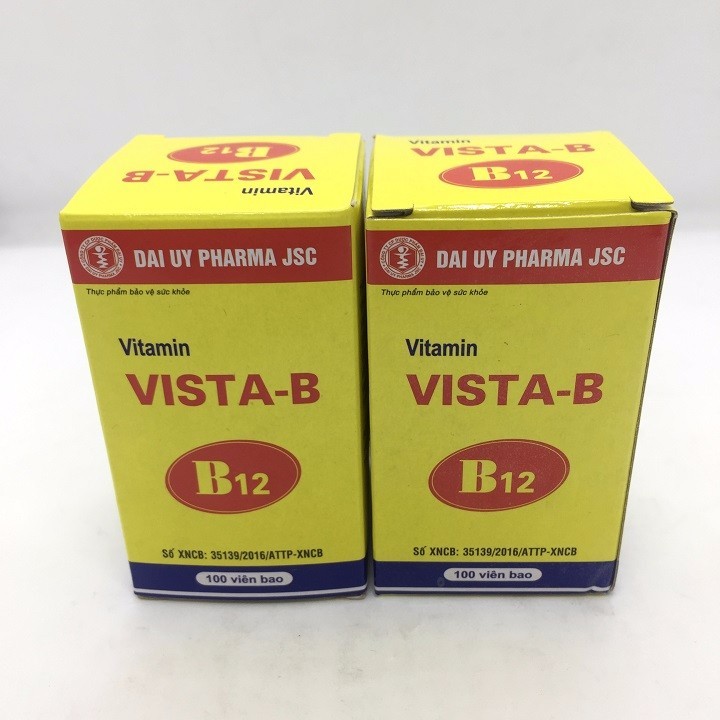 Vitamin
VISTA-B
B12
DAI UY PHARMA JSC
Thực phẩm bảo vệ sức khỏe
Vitamin
VISTA-B
B12
Số XNCB: 35139/2016/ATTP-XNCB
100 viên bao
Vitamin
VISTA-B
B12
DAI UY PHARMA JSC
Thực phẩm bảo vệ sức khỏe
Vitamin
VISTA-B
B12
Số XNCB: 35139/2016/ATTP-XNCB
100 viên bao